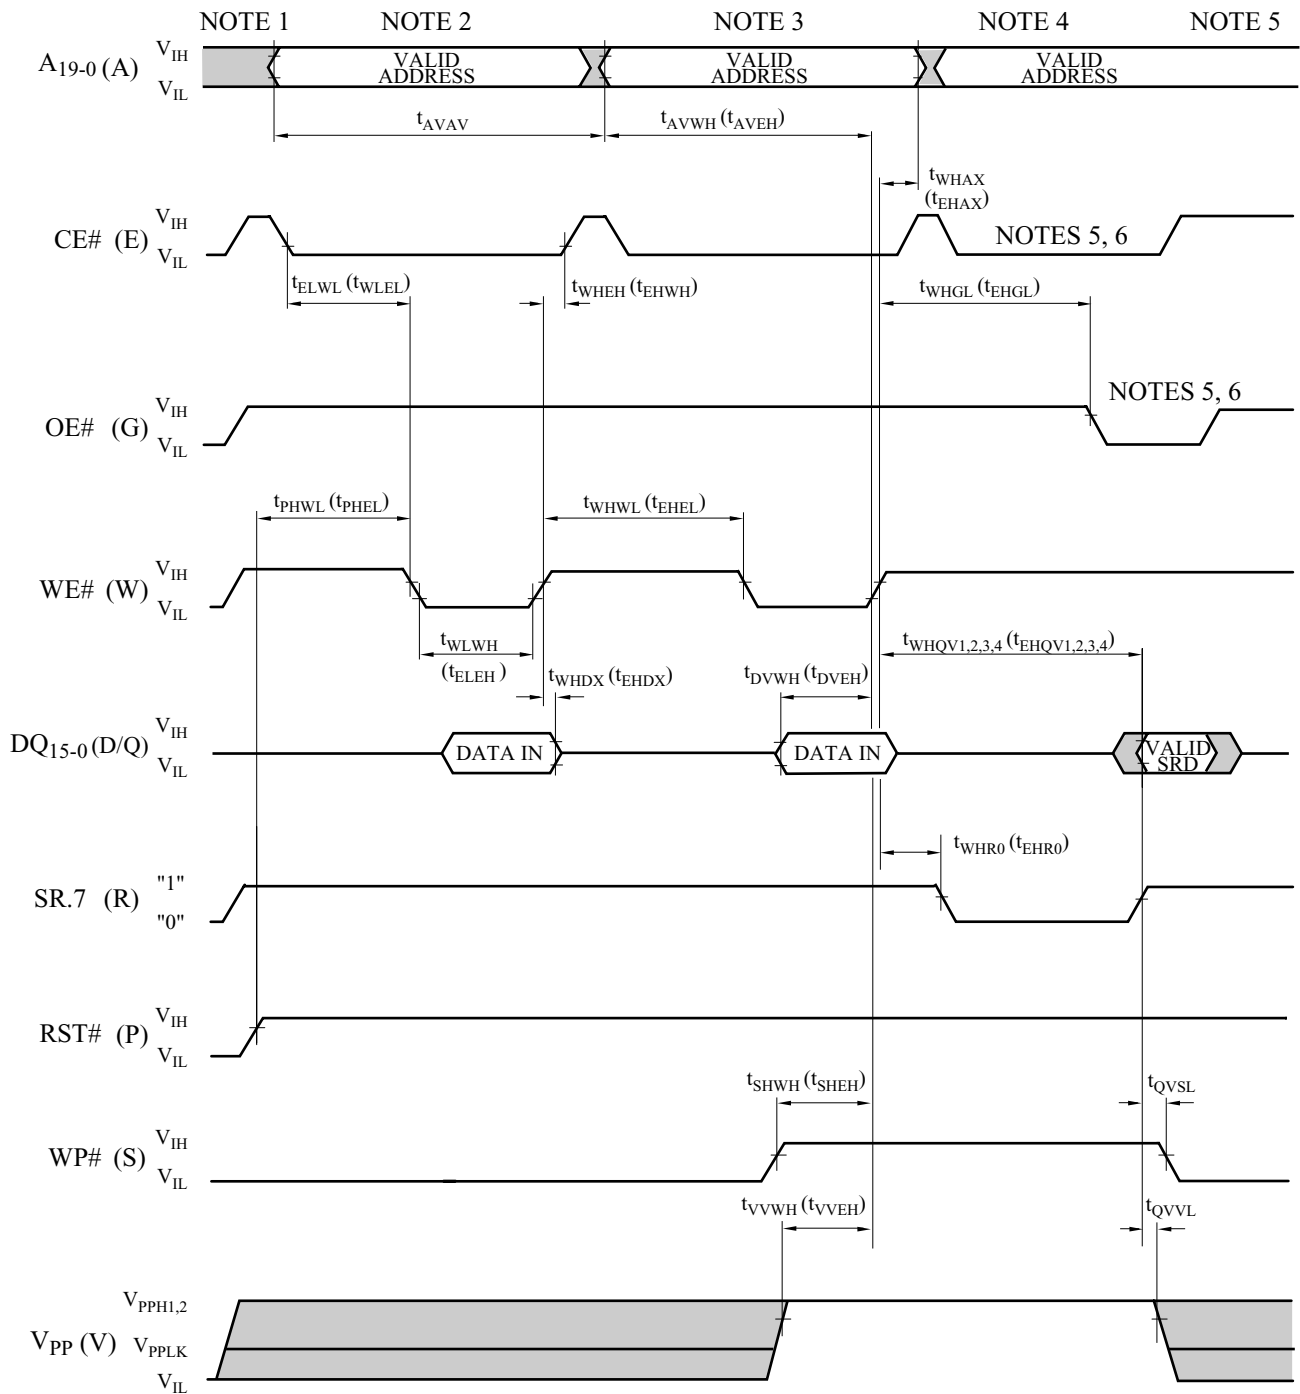 NOTE 1 NOTE 2 NOTE 3 NOTE 4 NOTE 5
A19-0 (A) VIH VIL
VALID ADDRESS
VALID ADDRESS
VALID ADDRESS
tAVAV
tAVWH (tAVEH)
tWHAX
(tEHAX)
CE# (E) VIH VIL
NOTES 5, 6
tELWL (tWLEL)
tWHEH (tEHWH)
tWHGL (tEHGL)
OE# (G) VIH VIL
NOTES 5, 6
tPHWL (tPHEL)
tWHWL (tEHEL)
WE# (W) VIH VIL
tWLWH
(tELEH )
tWHDX (tEHDX)
tDVWH (tDVEH)
tWHQV1,2,3,4 (tEHQV1,2,3,4)
DQ15-0 (D/Q) VIH VIL
DATA IN
DATA IN
VALID
SRD
tWHR0 (tEHR0)
SR.7 (R) "1" "0"
RST# (P) VIH VIL
tSHWH (tSHEH)
tQVSL
WP# (S) VIH VIL
tVVWH (tVVEH)
tQVVL
VPP (V) VPPH1,2 VPPLK VIL